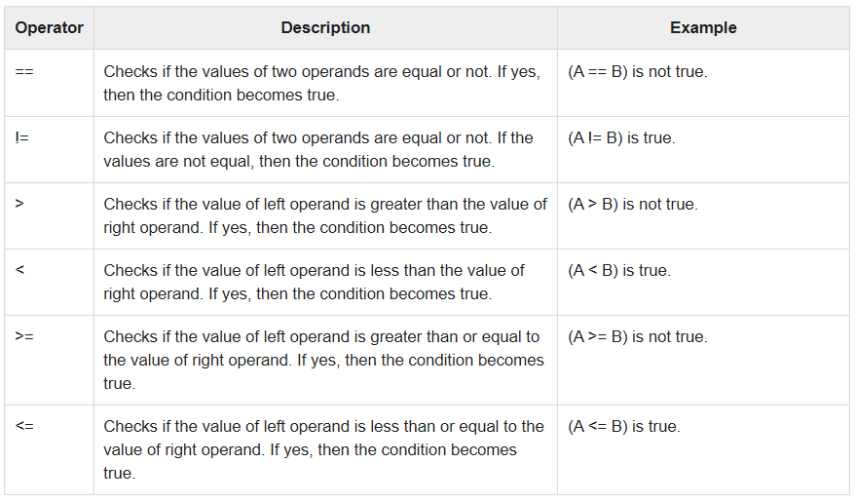 Operator Description Example
== Checks if the values of two operands are equal or not. If yes, (A == B) is not true.
then the condition becomes true.
!= Checks if the values of two operands are equal or not. If the (A != B) is true.
values are not equal, then the condition becomes true.
> Checks if the value of left operand is greater than the value of (A > B) is not true.
right operand. If yes, then the condition becomes true.
< Checks if the value of left operand is less than the value of (A < B) is true.
right operand. If yes, then the condition becomes true.
>= Checks if the value of left operand is greater than or equal to (A >= B) is not true.
the value of right operand. If yes, then the condition becomes
true.
<= Checks if the value of left operand is less than or equal to the (A <= B) is true.
value of right operand. If yes, then the condition becomes
true.